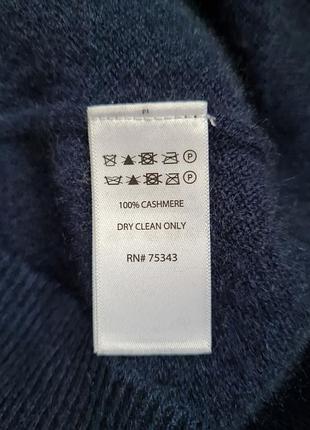 P
P
100% CASHMERE
DRY CLEAN ONLY
RN# 75343